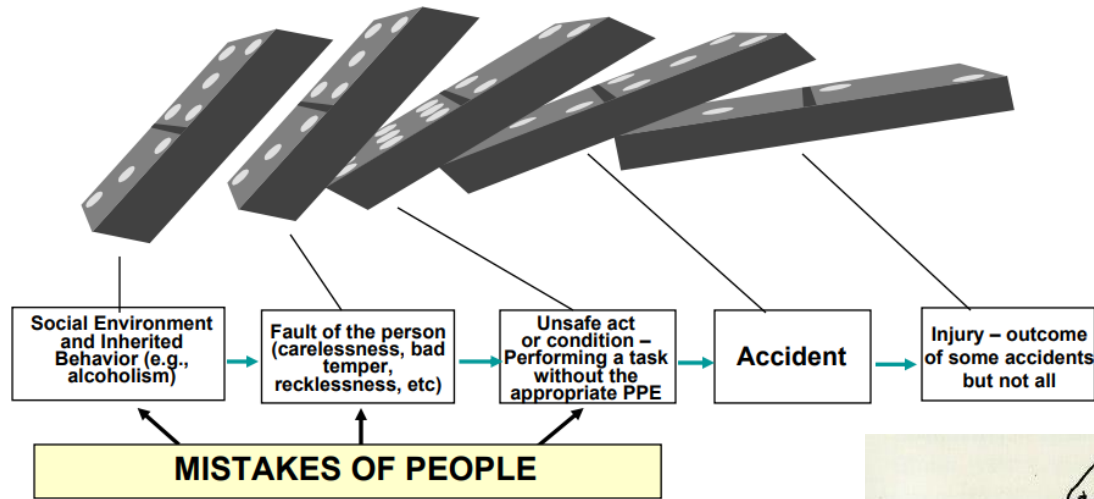 Social Environment
and Inherited
Behavior (e.g.,
alcoholism)
Fault of the person
(carelessness, bad
temper,
recklessness, etc)
Unsafe act
or condition –
Performing a task
without the
appropriate PPE
Accident
Injury – outcome
of some accidents
but not all
MISTAKES OF PEOPLE